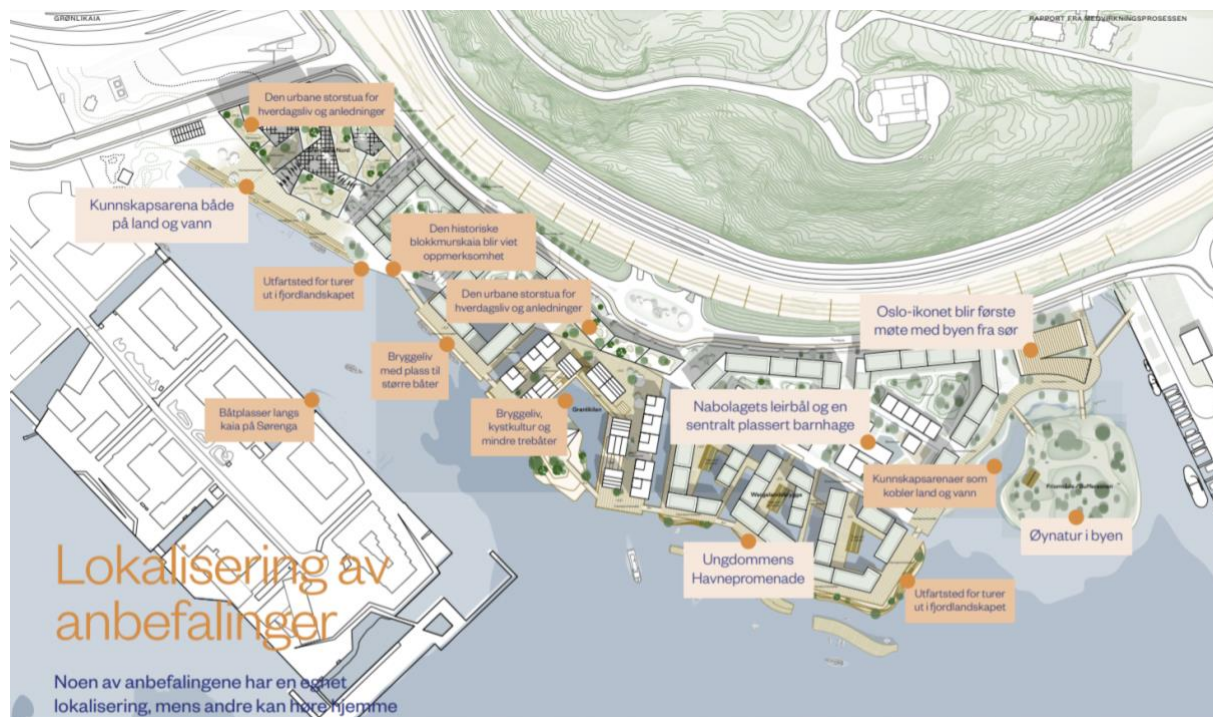 GRØNLIKAIA
RAPPORT FRA MEDVIRKNINGSPROSESSEN
Den urbane storstua for
hverdagsliv og anledninger
Nord
Kunnskapsarena både
på land og vann
Den historiske
blokkmurskaia blir viet
oppmerksomhet
Utfartsted for turer
ut i fjordlandskapet
Den urbane storstua for
hverdagsliv og anledninger
Oslo-ikonet blir første
møte med byen fra sør
Bryggeliv
med plass til
større båter
Båtplasser langs
kaia på Sørenga
Bryggeliv,
kystkultur og
mindre trebåter
Nabolagets leirbål og en
sentralt plassert barnhage
Kunnskapsarenaer som
kobler land og vann
Øynatur i byen
Ungdommens
Havnepromenade
Utfartsted for turer
ut i fjordlandskapet
Lokalisering av
anbefalinger
Noen av anbefalingene har en egnet
lokalisering, mens andre kan høre hjemme